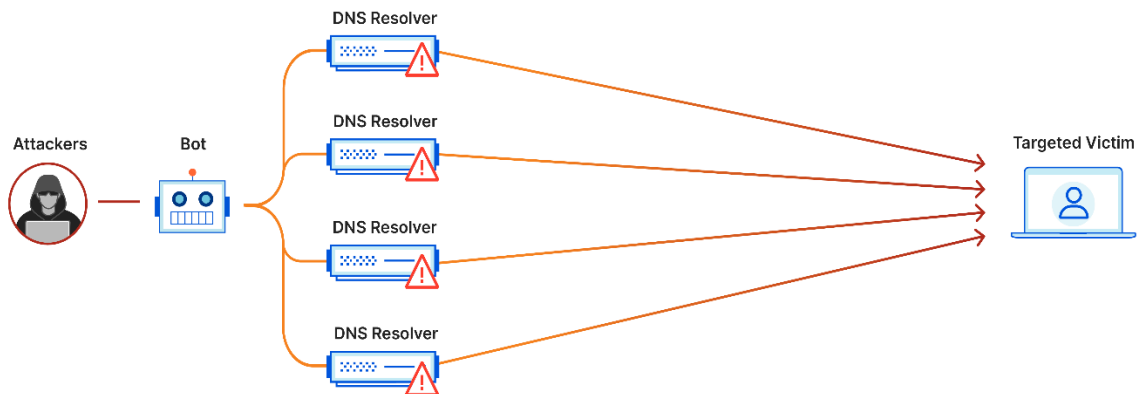 DNS Resolver
DNS Resolver
Attackers
Bot
Targeted Victim
DNS Resolver
DNS Resolver